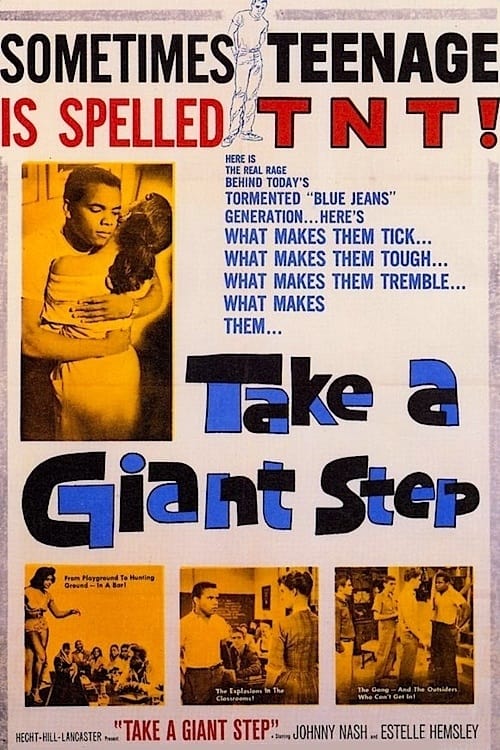 SOMETIMES TEENAGE
IS SPELLED TNT!
HERE IS
THE REAL RAGE
BEHIND TODAY'S
TORMENTED "BLUE JEANS"
GENERATION...HERE'S
WHAT MAKES THEM TICK...
WHAT MAKES THEM TOUGH...
WHAT MAKES THEM TREMBLE...
WHAT MAKES
THEM...
Take a
Giant Step
From Playground To Hunting
Ground—In A Bar!
The Explosions In The
Classrooms!
The Gang—And The Outsiders
Who Can't Get In!
HECHT-HILL-LANCASTER Present "TAKE A GIANT STEP" Starring JOHNNY NASH and ESTELLE HEMSLEY